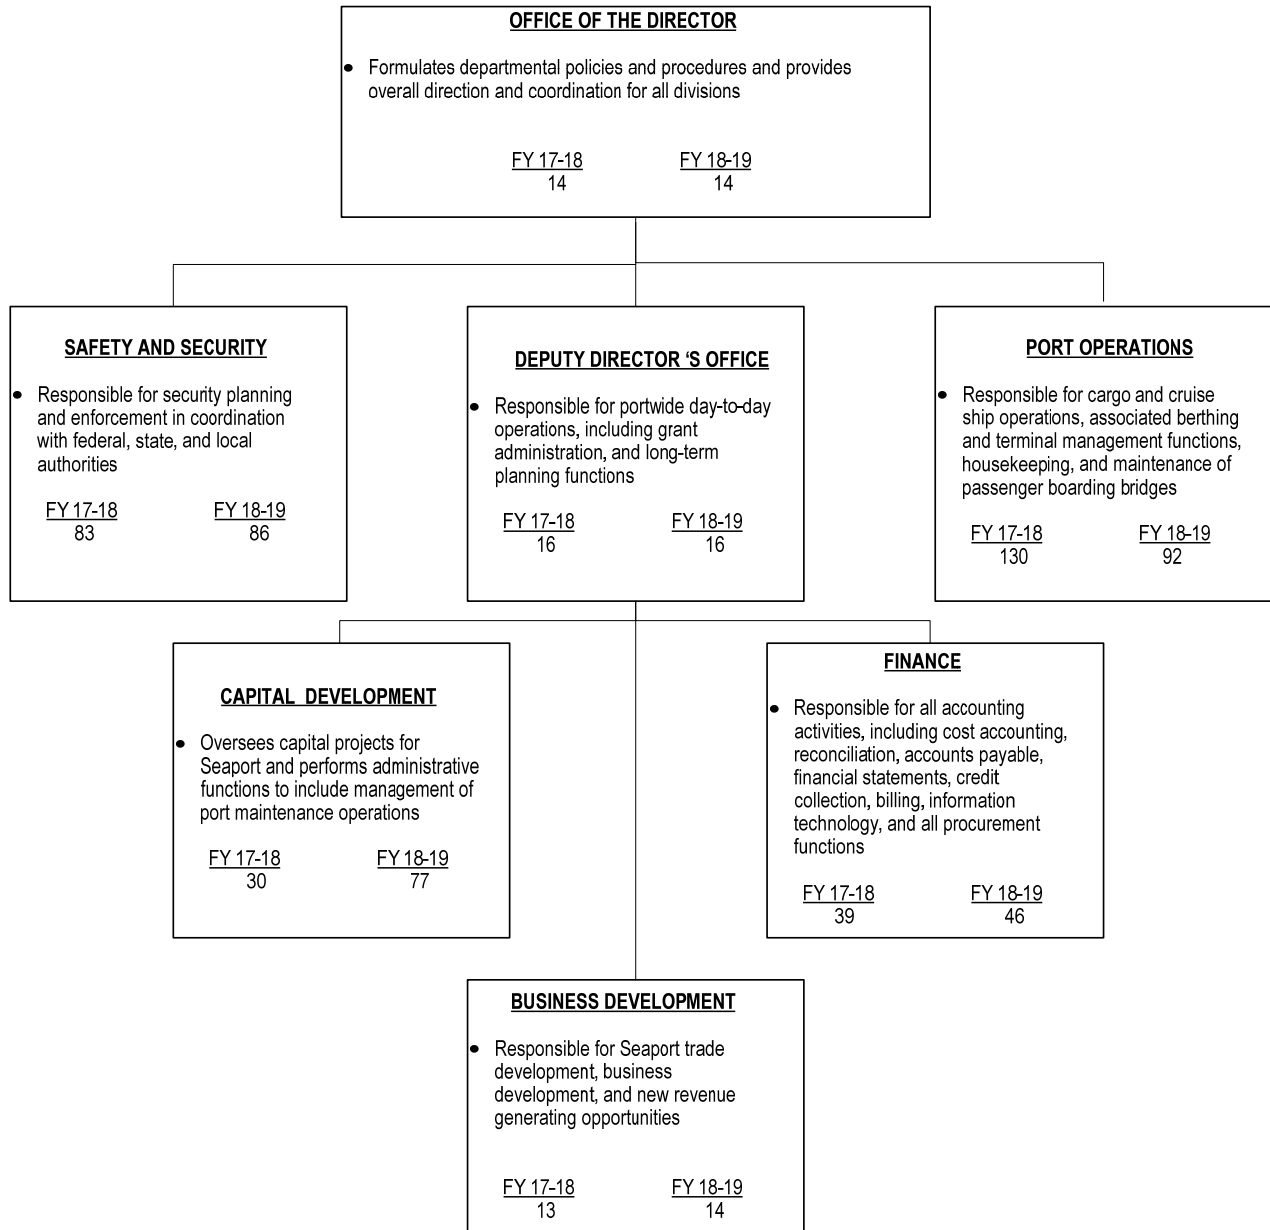 OFFICE OF THE DIRECTOR
• Formulates departmental policies and procedures and provides
overall direction and coordination for all divisions
FY 17-18 FY 18-19
14 14
SAFETY AND SECURITY
• Responsible for security planning
and enforcement in coordination
with federal, state, and local
authorities
FY 17-18 FY 18-19
83 86
DEPUTY DIRECTOR ‘S OFFICE
• Responsible for portwide day-to-day
operations, including grant
administration, and long-term
planning functions
FY 17-18 FY 18-19
16 16
PORT OPERATIONS
• Responsible for cargo and cruise
ship operations, associated berthing
and terminal management functions,
housekeeping, and maintenance of
passenger boarding bridges
FY 17-18 FY 18-19
130 92
CAPITAL DEVELOPMENT
• Oversees capital projects for
Seaport and performs administrative
functions to include management of
port maintenance operations
FY 17-18 FY 18-19
30 77
FINANCE
• Responsible for all accounting
activities, including cost accounting,
reconciliation, accounts payable,
financial statements, credit
collection, billing, information
technology, and all procurement
functions
FY 17-18 FY 18-19
39 46
BUSINESS DEVELOPMENT
• Responsible for Seaport trade
development, business
development, and new revenue
generating opportunities
FY 17-18 FY 18-19
13 14